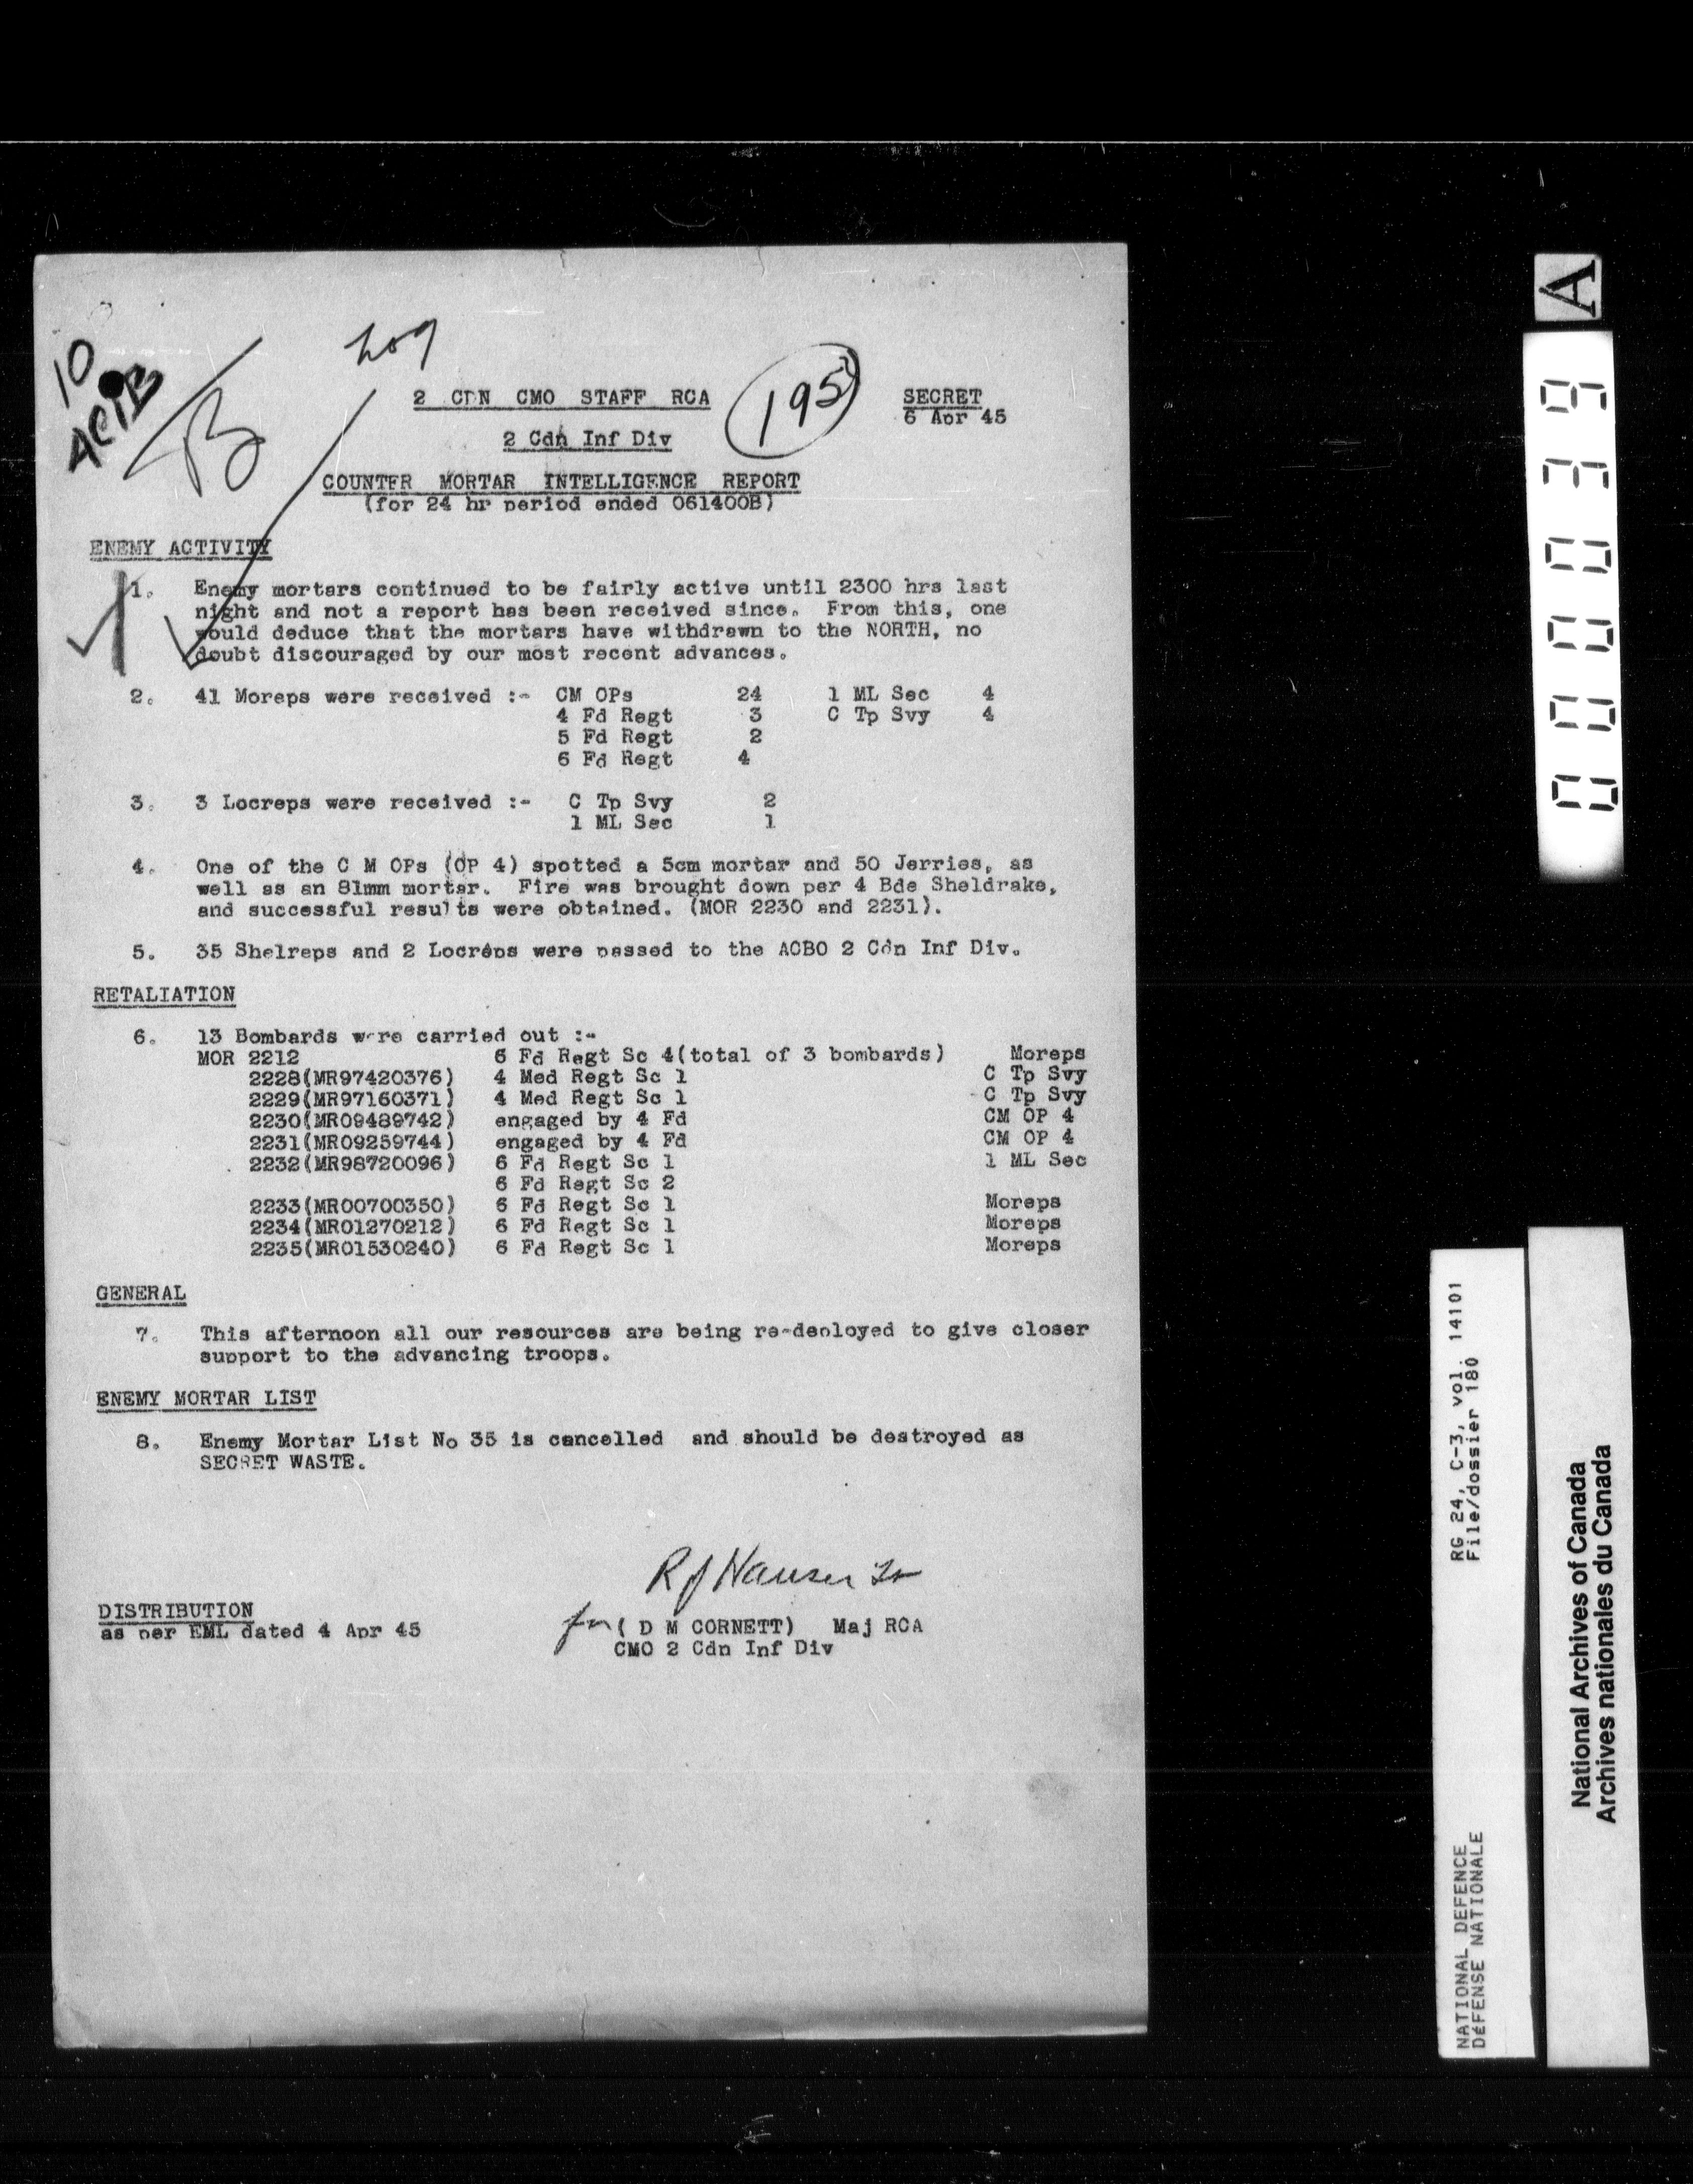 10
4CIB
B
Log
195
2 CDN CMO STAFF RCA
SECRET
6 Apr 45
2 Cdn Inf Div
COUNTER MORTAR INTELLIGENCE REPORT
(for 24 hr period ended 061400B)
ENEMY ACTIVITY
1. Enemy mortars continued to be fairly active until 2300 hrs last
night and not a report has been received since. From this, one
would deduce that the mortars have withdrawn to the NORTH, no
doubt discouraged by our most recent advances.
2. 41 Moreps were received :- CM OPs 24 1 ML Sec 4
4 Fd Regt 3 C Tp Svy 4
5 Fd Regt 2
6 Fd Regt 4
3. 3 Locreps were received :- C Tp Svy 2
1 ML Sec 1
4. One of the C M OPs (OP 4) spotted a 5cm mortar and 50 Jerries, as
well as an 81mm mortar. Fire was brought down per 4 Bde Sheldrake,
and successful results were obtained. (MOR 2230 and 2231).
5. 35 Shelreps and 2 Locreps were passed to the ACBO 2 Cdn Inf Div.
RETALIATION
6. 13 Bombards were carried out :-
MOR 2212 6 Fd Regt Sc 4(total of 3 bombards) Moreps
2228(MR97420376) 4 Med Regt Sc 1 C Tp Svy
2229(MR97160371) 4 Med Regt Sc 1 C Tp Svy
2230(MR09489742) engaged by 4 Fd CM OP 4
2231(MR09259744) engaged by 4 Fd CM OP 4
2232(MR98720096) 6 Fd Regt Sc 1 1 ML Sec
6 Fd Regt Sc 2
2233(MR00700350) 6 Fd Regt Sc 1 Moreps
2234(MR01270212) 6 Fd Regt Sc 1 Moreps
2235(MR01530240) 6 Fd Regt Sc 1 Moreps
GENERAL
7. This afternoon all our resources are being re-deployed to give closer
support to the advancing troops.
ENEMY MORTAR LIST
8. Enemy Mortar List No 35 is cancelled and should be destroyed as
SECRET WASTE.
DISTRIBUTION
as per EML dated 4 Apr 45
for ( D M CORNETT) Maj RCA
CMO 2 Cdn Inf Div
A
000039
RG 24, C-3, vol. 14101
File/dossier 180
NATIONAL DEFENCE
DÉFENSE NATIONALE
National Archives of Canada
Archives nationales du Canada